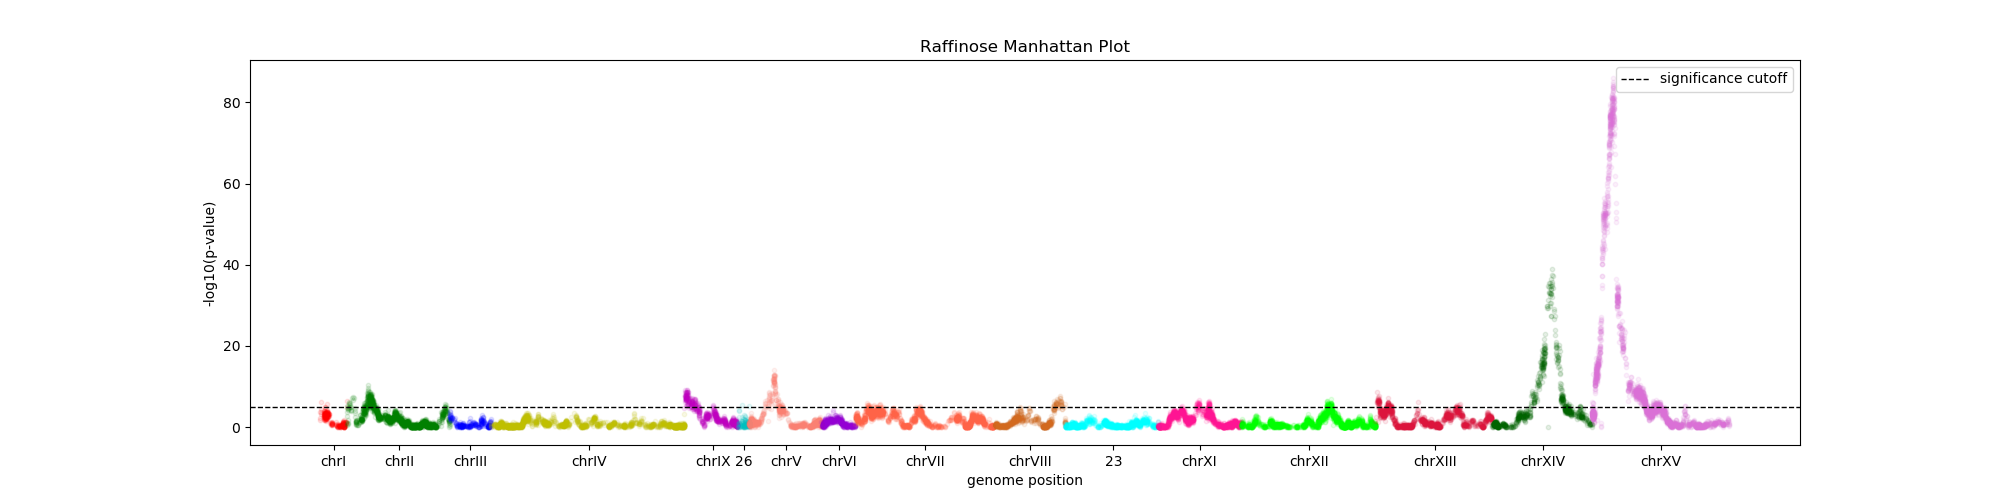 Raffinose Manhattan Plot
significance cutoff
-log10(p-value)
80
60
40
20
0
chrI chrII chrIII chrIV chrIX 26 chrV chrVI chrVII chrVIII 23 chrXI chrXII chrXIII chrXIV chrXV
genome position